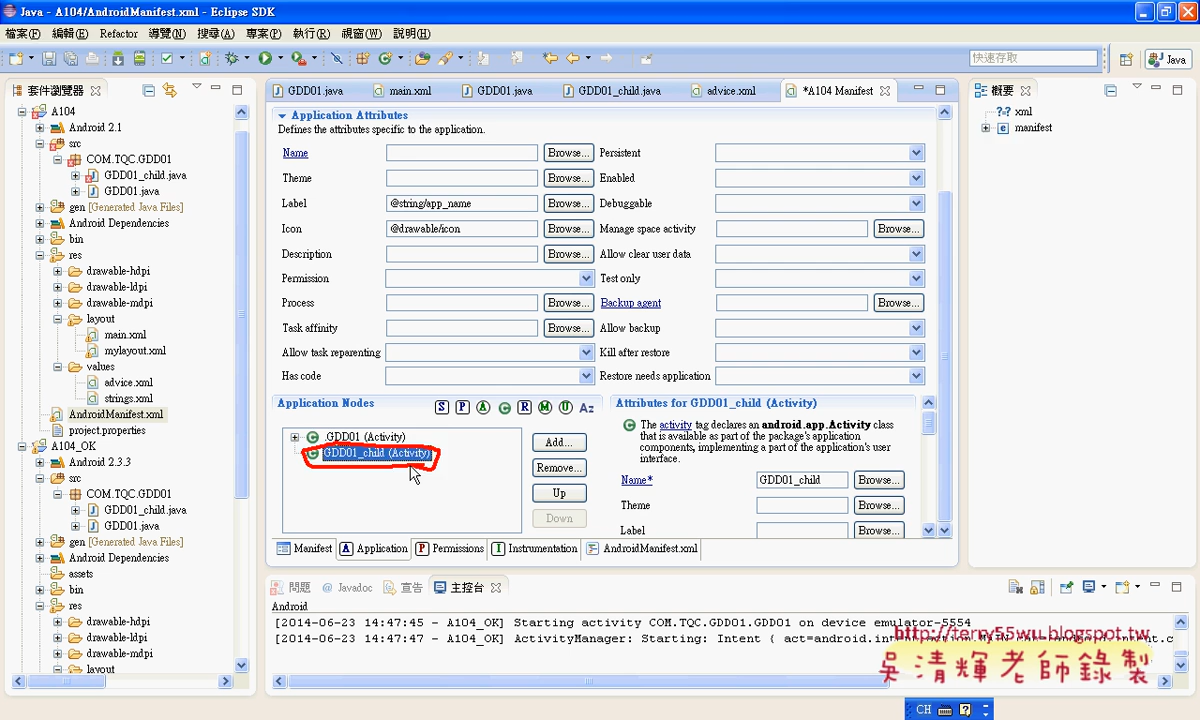 Java - A104/AndroidManifest.xml - Eclipse SDK
檔案(F) 編輯(E) Refactor 導覽(N) 搜尋(A) 專案(P) 執行(R) 視窗(W) 說明(H)
快速存取
Java
套件瀏覽器
A104
Android 2.1
src
COM.TQC.GDD01
GDD01_child.java
GDD01.java
gen [Generated Java Files]
Android Dependencies
bin
res
drawable-hdpi
drawable-ldpi
drawable-mdpi
layout
main.xml
mylayout.xml
values
advice.xml
strings.xml
AndroidManifest.xml
project.properties
A104_OK
Android 2.3.3
src
COM.TQC.GDD01
GDD01_child.java
GDD01.java
gen [Generated Java Files]
Android Dependencies
assets
bin
res
drawable-hdpi
drawable-ldpi
drawable-mdpi
layout
GDD01.java main.xml GDD01.java GDD01_child.java advice.xml *A104 Manifest
Application Attributes
Defines the attributes specific to the application.
Name Browse... Persistent
Theme Browse... Enabled
Label @string/app_name Browse... Debuggable
Icon @drawable/icon Browse... Manage space activity Browse...
Description Browse... Allow clear user data
Permission Test only
Process Browse... Backup agent Browse...
Task affinity Browse... Allow backup
Allow task reparenting Kill after restore
Has code Restore needs application
Application Nodes
S P A C R M U Az
.GDD01 (Activity)
GDD01_child (Activity)
Add...
Remove...
Up
Down
Attributes for GDD01_child (Activity)
The activity tag declares an android.app.Activity class
that is available as part of the package's application
components, implementing a part of the application's user
interface.
Name* GDD01_child Browse...
Theme Browse...
Label Browse...
Manifest Application Permissions Instrumentation AndroidManifest.xml
問題 Javadoc 宣告 主控台
Android
[2014-06-23 14:47:45 - A104_OK] Starting activity COM.TQC.GDD01.GDD01 on device emulator-5554
[2014-06-23 14:47:47 - A104_OK] ActivityManager: Starting: Intent { act=android.intent.action.MAIN
概要
xml
manifest
http://terry55wu.blogspot.tw
吳清輝老師錄製
CH